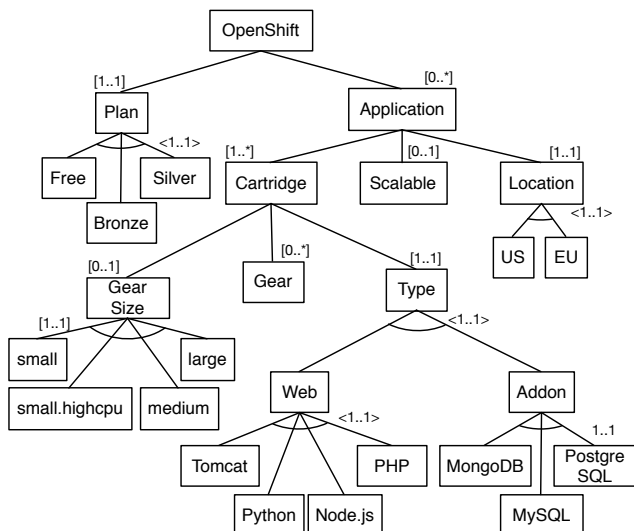 OpenShift
[1..1]
[0..*]
Plan
Application
<1..1>
[1..*]
[0..1]
[1..1]
Free
Silver
Cartridge
Scalable
Location
Bronze
<1..1>
US
EU
[0..1]
[0..*]
[1..1]
Gear
Size
Gear
Type
[1..1]
<1..1>
small
large
small.highcpu
medium
Web
Addon
<1..1>
1..1
Tomcat
PHP
MongoDB
Postgre
SQL
Python
Node.js
MySQL